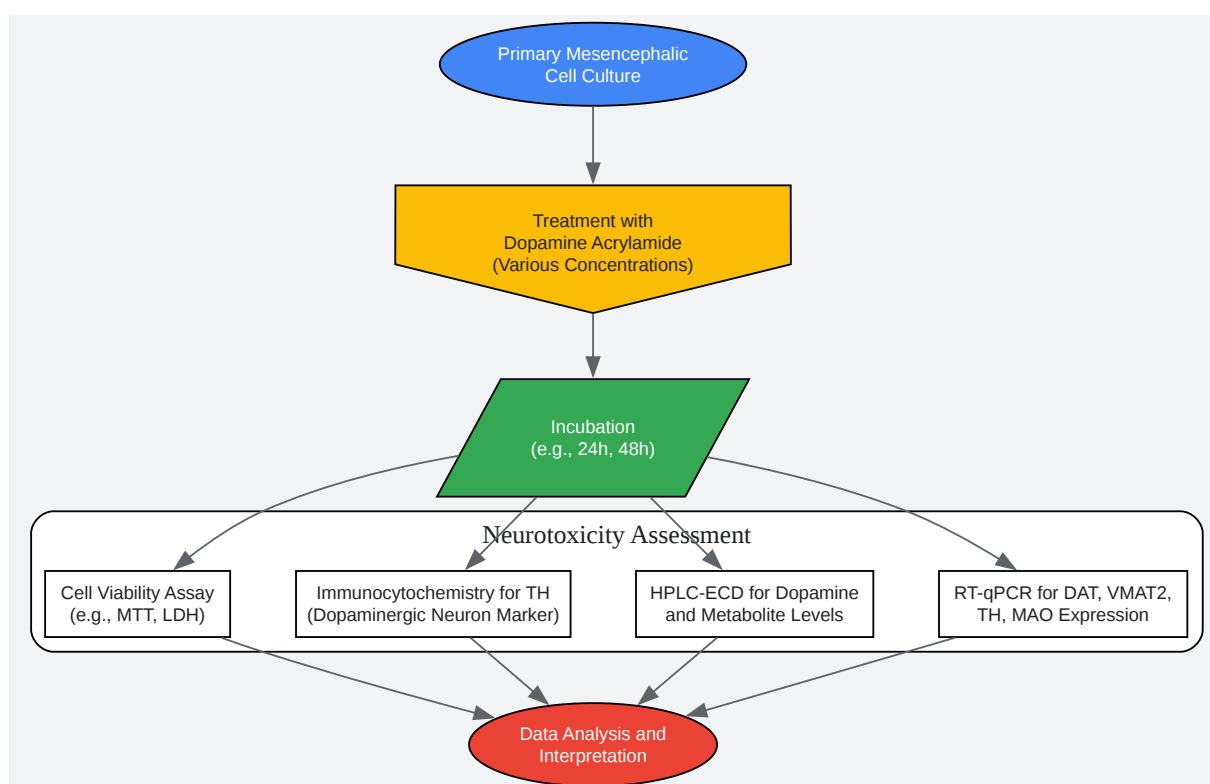 Primary Mesencephalic
Cell Culture
Treatment with
Dopamine Acrylamide
(Various Concentrations)
Incubation
(e.g., 24h, 48h)
Neurotoxicity Assessment
Cell Viability Assay
(e.g., MTT, LDH)
Immunocytochemistry for TH
(Dopaminergic Neuron Marker)
HPLC-ECD for Dopamine
and Metabolite Levels
RT-qPCR for DAT, VMAT2,
TH, MAO Expression
Data Analysis and
Interpretation